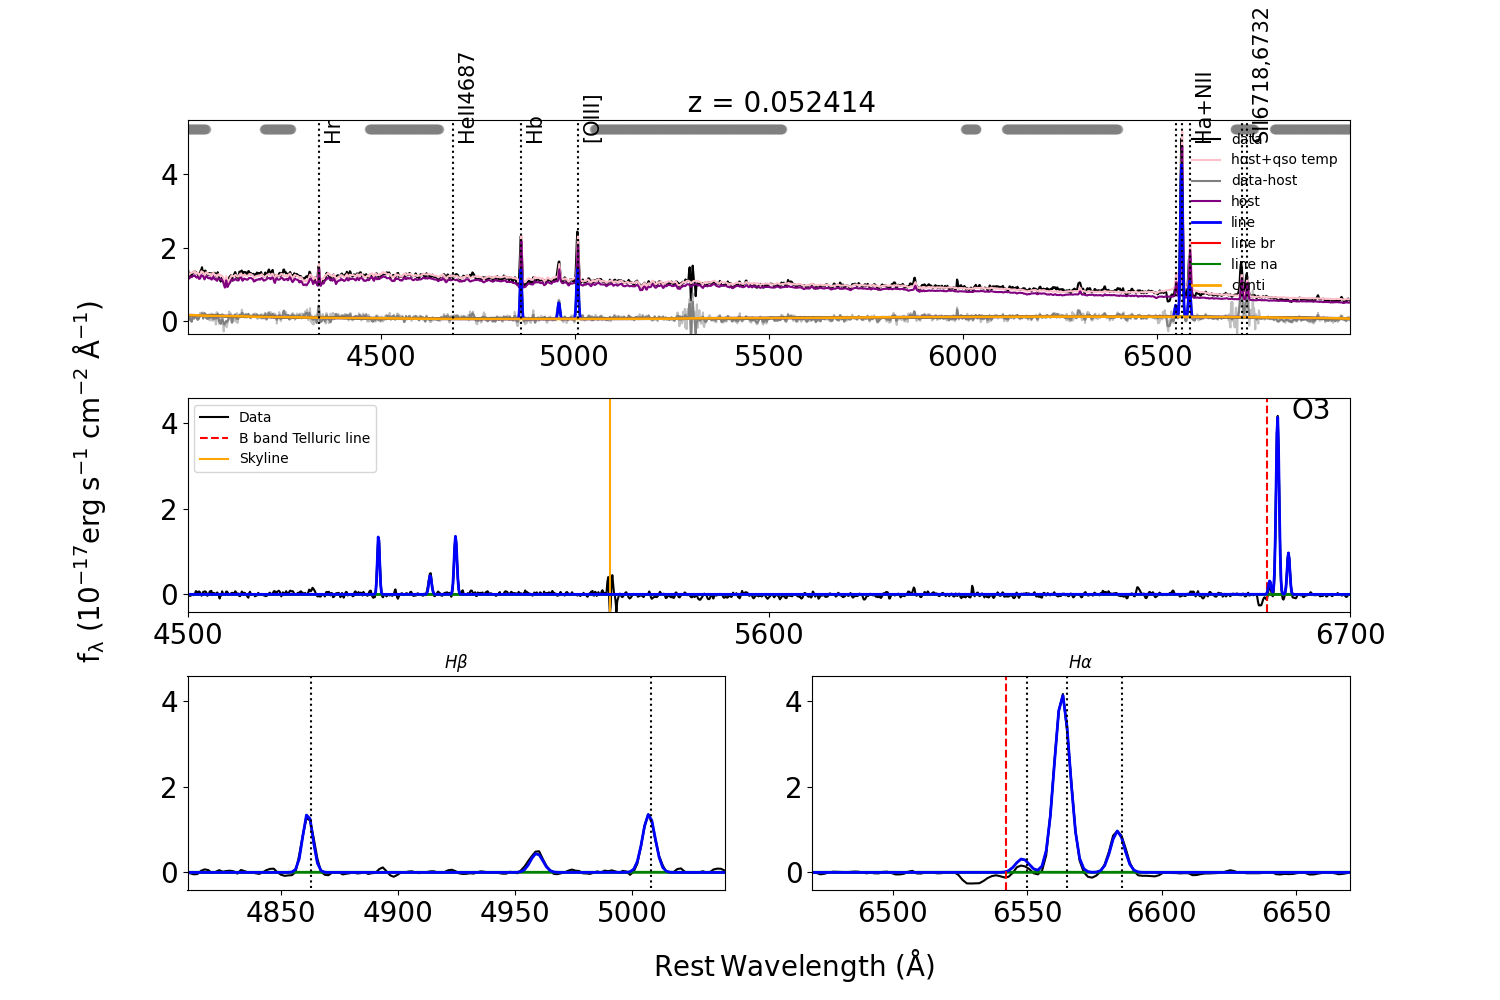 z = 0.052414
Hr
HeII4687
Hb
[OIII]
Ha+NII
SII6718,6732
data
host+qso temp
data-host
host
line
line br
line na
conti
4
2
0
4500
5000
5500
6000
6500
Data
B band Telluric line
Skyline
O3
4
2
0
4500
5600
6700
fλ (10⁻¹⁷erg s⁻¹ cm⁻² Å⁻¹)
Hβ
4
2
0
4850
4900
4950
5000
Hα
4
2
0
6500
6550
6600
6650
Rest Wavelength (Å)